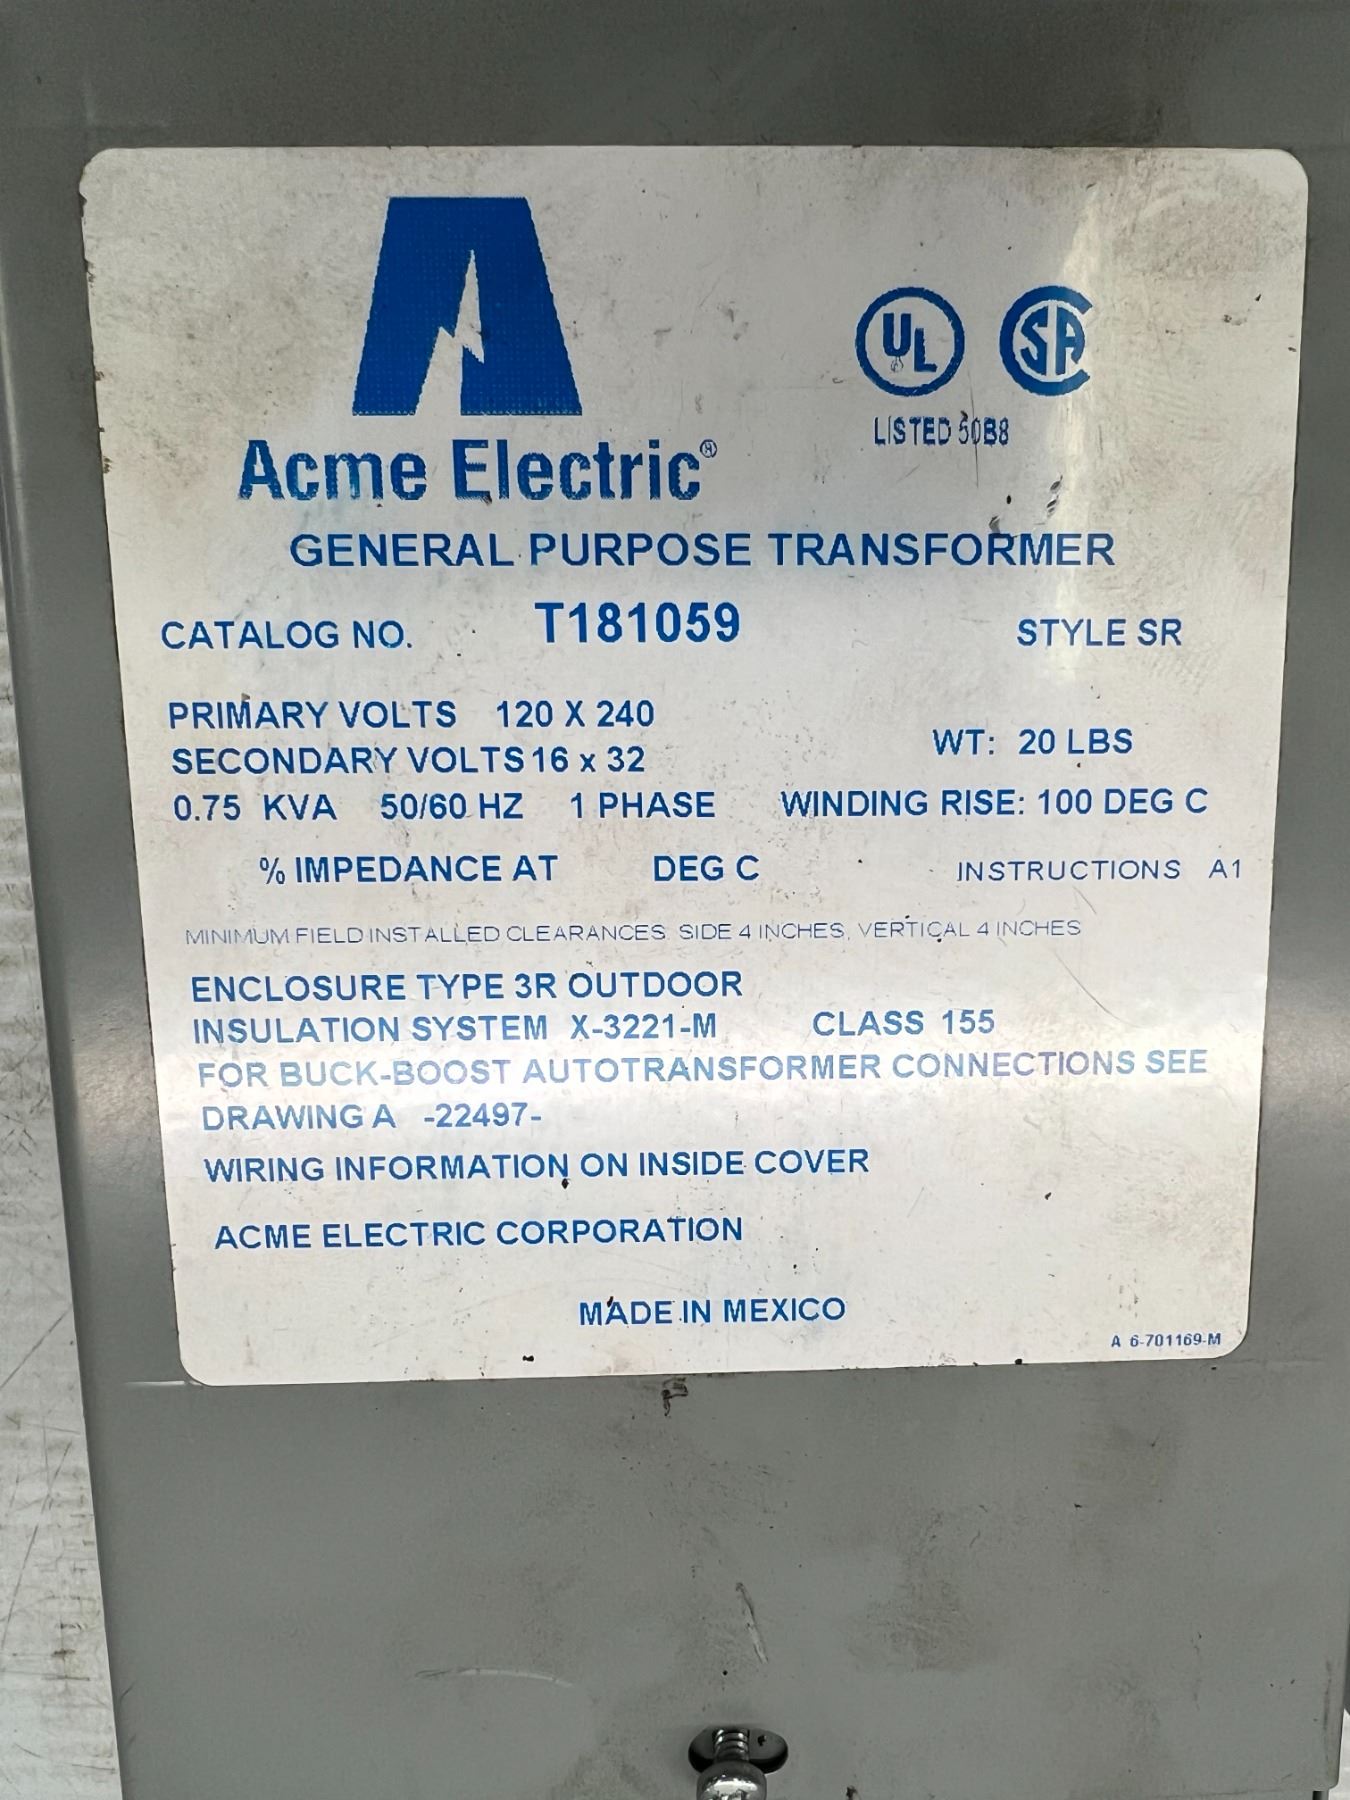 UL SA
LISTED 50B8
Acme Electric®
GENERAL PURPOSE TRANSFORMER
CATALOG NO. T181059 STYLE SR
PRIMARY VOLTS 120 X 240
SECONDARY VOLTS 16 x 32 WT: 20 LBS
0.75 KVA 50/60 HZ 1 PHASE WINDING RISE: 100 DEG C
% IMPEDANCE AT DEG C INSTRUCTIONS A1
MINIMUM FIELD INSTALLED CLEARANCES SIDE 4 INCHES, VERTICAL 4 INCHES
ENCLOSURE TYPE 3R OUTDOOR
INSULATION SYSTEM X-3221-M CLASS 155
FOR BUCK-BOOST AUTOTRANSFORMER CONNECTIONS SEE
DRAWING A -22497-
WIRING INFORMATION ON INSIDE COVER
ACME ELECTRIC CORPORATION
MADE IN MEXICO
A 6-701169-M